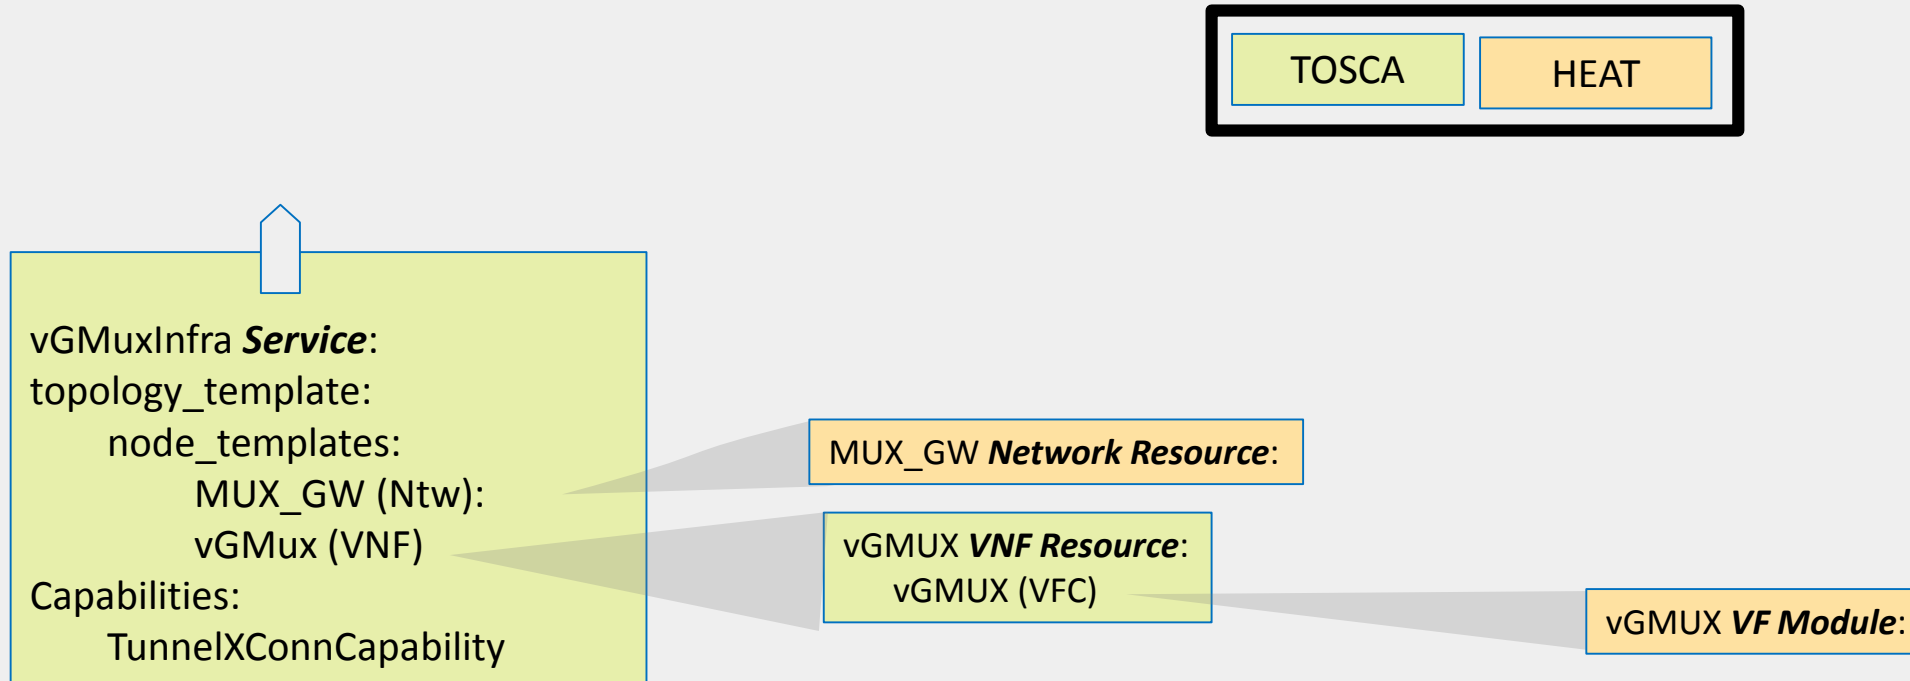 TOSCA
HEAT
vGMuxInfra Service:
topology_template:
node_templates:
MUX_GW (Ntw):
vGMux (VNF)
Capabilities:
TunnelXConnCapability
MUX_GW Network Resource:
vGMUX VNF Resource:
vGMUX (VFC)
vGMUX VF Module: